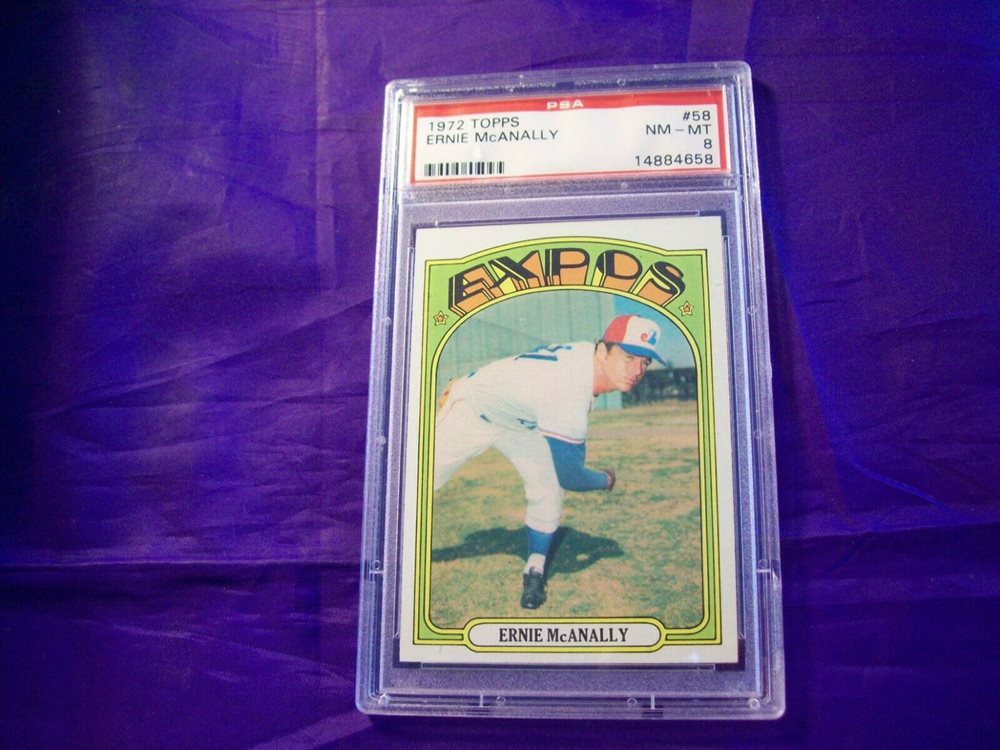 PSA
1972 TOPPS #58
ERNIE McANALLY NM – MT
8
14884658
EXPOS
ERNIE McANALLY